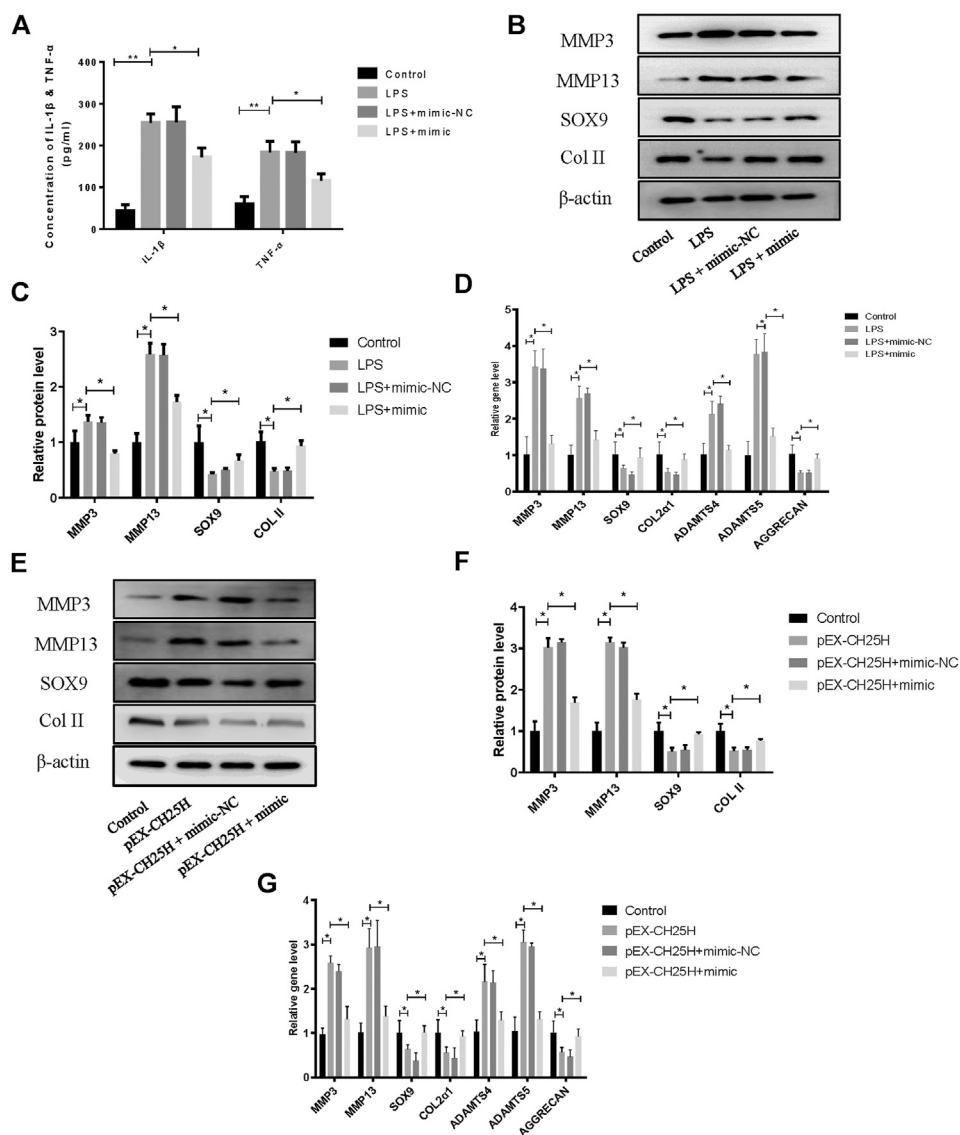 A
Concentration of IL-1β & TNF-α
(pg/ml)
400
300
200
100
0
**
*
**
*
IL-1β
TNF-α
Control
LPS
LPS+mimic-NC
LPS+mimic
B
MMP3
MMP13
SOX9
Col II
β-actin
Control
LPS
LPS + mimic-NC
LPS + mimic
C
Relative protein level
3
2
1
0
*
*
*
*
*
*
*
*
MMP3
MMP13
SOX9
COL II
Control
LPS
LPS+mimic-NC
LPS+mimic
D
Relative gene level
5
4
3
2
1
0
*
*
*
*
*
*
*
*
*
*
*
*
*
*
MMP3
MMP13
SOX9
COL2α1
ADAMTS4
ADAMTS5
AGGRECAN
Control
LPS
LPS+mimic-NC
LPS+mimic
E
MMP3
MMP13
SOX9
Col II
β-actin
Control
pEX-CH25H
pEX-CH25H + mimic-NC
pEX-CH25H + mimic
F
Relative protein level
4
3
2
1
0
*
*
*
*
*
*
*
*
MMP3
MMP13
SOX9
COL II
Control
pEX-CH25H
pEX-CH25H+mimic-NC
pEX-CH25H+mimic
G
Relative gene level
4
3
2
1
0
*
*
*
*
*
*
*
*
*
*
*
*
*
*
MMP3
MMP13
SOX9
COL2α1
ADAMTS4
ADAMTS5
AGGRECAN
Control
pEX-CH25H
pEX-CH25H+mimic-NC
pEX-CH25H+mimic